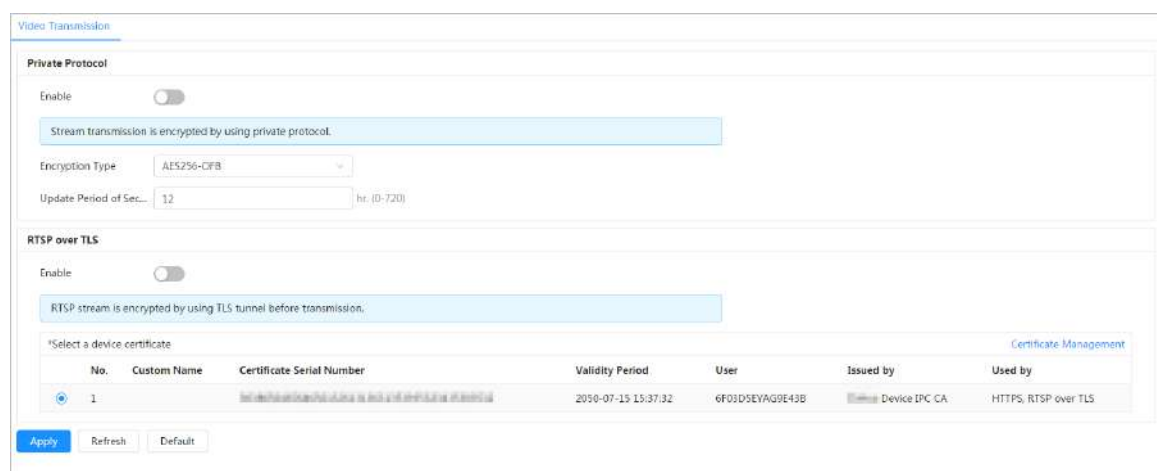 Video Transmission
Private Protocol
Enable
Stream transmission is encrypted by using private protocol.
Encryption Type AES256-OFB
Update Period of Sec... 12 hr. (0-720)
RTSP over TLS
Enable
RTSP stream is encrypted by using TLS tunnel before transmission.
*Select a device certificate Certificate Management
No. Custom Name Certificate Serial Number Validity Period User Issued by Used by
1 2050-07-15 15:37:32 6F03D5EYAG9E43B Device IPC CA HTTPS, RTSP over TLS
Apply Refresh Default